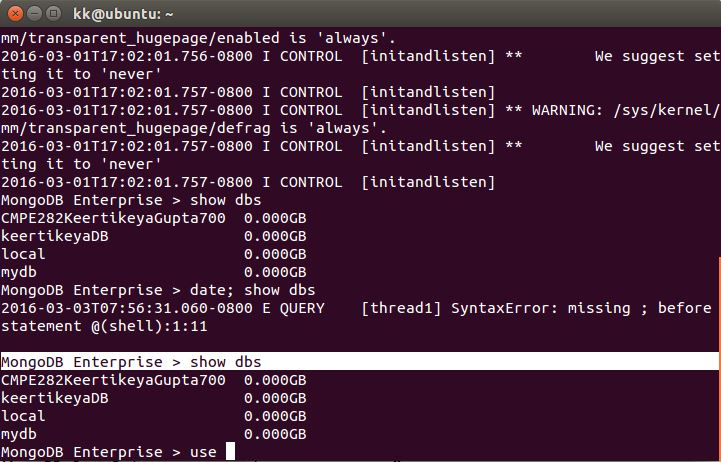 kk@ubuntu: ~
mm/transparent_hugepage/enabled is 'always'.
2016-03-01T17:02:01.756-0800 I CONTROL  [initandlisten] **        We suggest set
ting it to 'never'
2016-03-01T17:02:01.757-0800 I CONTROL  [initandlisten]
2016-03-01T17:02:01.757-0800 I CONTROL  [initandlisten] ** WARNING: /sys/kernel/
mm/transparent_hugepage/defrag is 'always'.
2016-03-01T17:02:01.757-0800 I CONTROL  [initandlisten] **        We suggest set
ting it to 'never'
2016-03-01T17:02:01.757-0800 I CONTROL  [initandlisten]
MongoDB Enterprise > show dbs
CMPE282KeertikeyaGupta700  0.000GB
keertikeyaDB               0.000GB
local                      0.000GB
mydb                       0.000GB
MongoDB Enterprise > date; show dbs
2016-03-03T07:56:31.060-0800 E QUERY    [thread1] SyntaxError: missing ; before
statement @(shell):1:11
MongoDB Enterprise > show dbs
CMPE282KeertikeyaGupta700  0.000GB
keertikeyaDB               0.000GB
local                      0.000GB
mydb                       0.000GB
MongoDB Enterprise > use